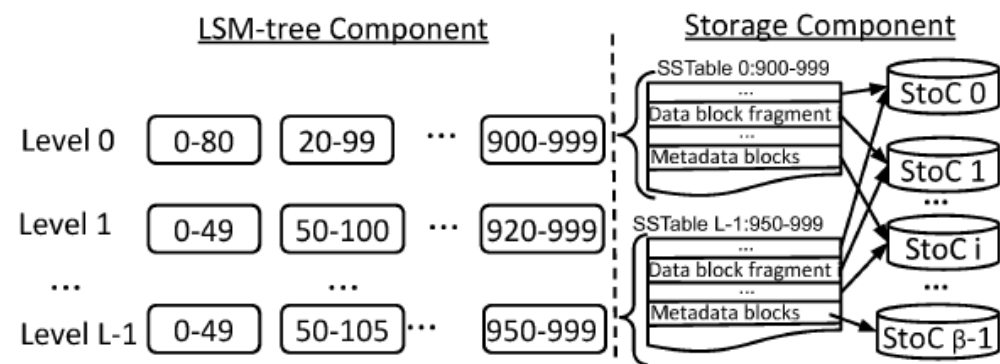 LSM-tree Component
Storage Component
Level 0 0-80 20-99 ... 900-999
Level 1 0-49 50-100 ... 920-999
... ...
Level L-1 0-49 50-105 ... 950-999
SSTable 0:900-999
...
Data block fragment
...
Metadata blocks
SSTable L-1:950-999
...
Data block fragment
...
Metadata blocks
StoC 0
StoC 1
...
StoC i
...
StoC β-1